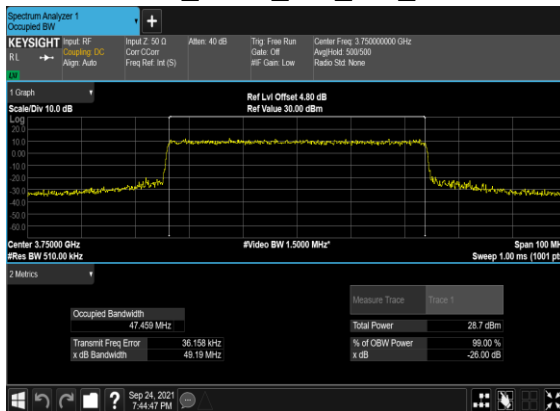 Spectrum Analyzer 1
Occupied BW
KEYSIGHT
RL
Input: RF
Coupling: DC
Align: Auto
Input Z: 50 Ω
Corr CCorr
Freq Ref: Int (S)
Atten: 40 dB
Trig: Free Run
Gate: Off
#IF Gain: Low
Center Freq: 3.750000000 GHz
Avg|Hold: 500/500
Radio Std: None
1 Graph
Scale/Div 10.0 dB
Ref Lvl Offset 4.80 dB
Ref Value 30.00 dBm
Log
20.0
10.0
0.00
-10.0
-20.0
-30.0
-40.0
-50.0
-60.0
Center 3.75000 GHz
#Res BW 510.00 kHz
#Video BW 1.5000 MHz*
Span 100 MH
Sweep 1.00 ms (1001 pt
2 Metrics
Measure Trace Trace 1
Occupied Bandwidth
47.459 MHz
Total Power 28.7 dBm
Transmit Freq Error 36.158 kHz
% of OBW Power 99.00 %
x dB Bandwidth 49.19 MHz
x dB -26.00 dB
?
Sep 24, 2021
7:44:47 PM